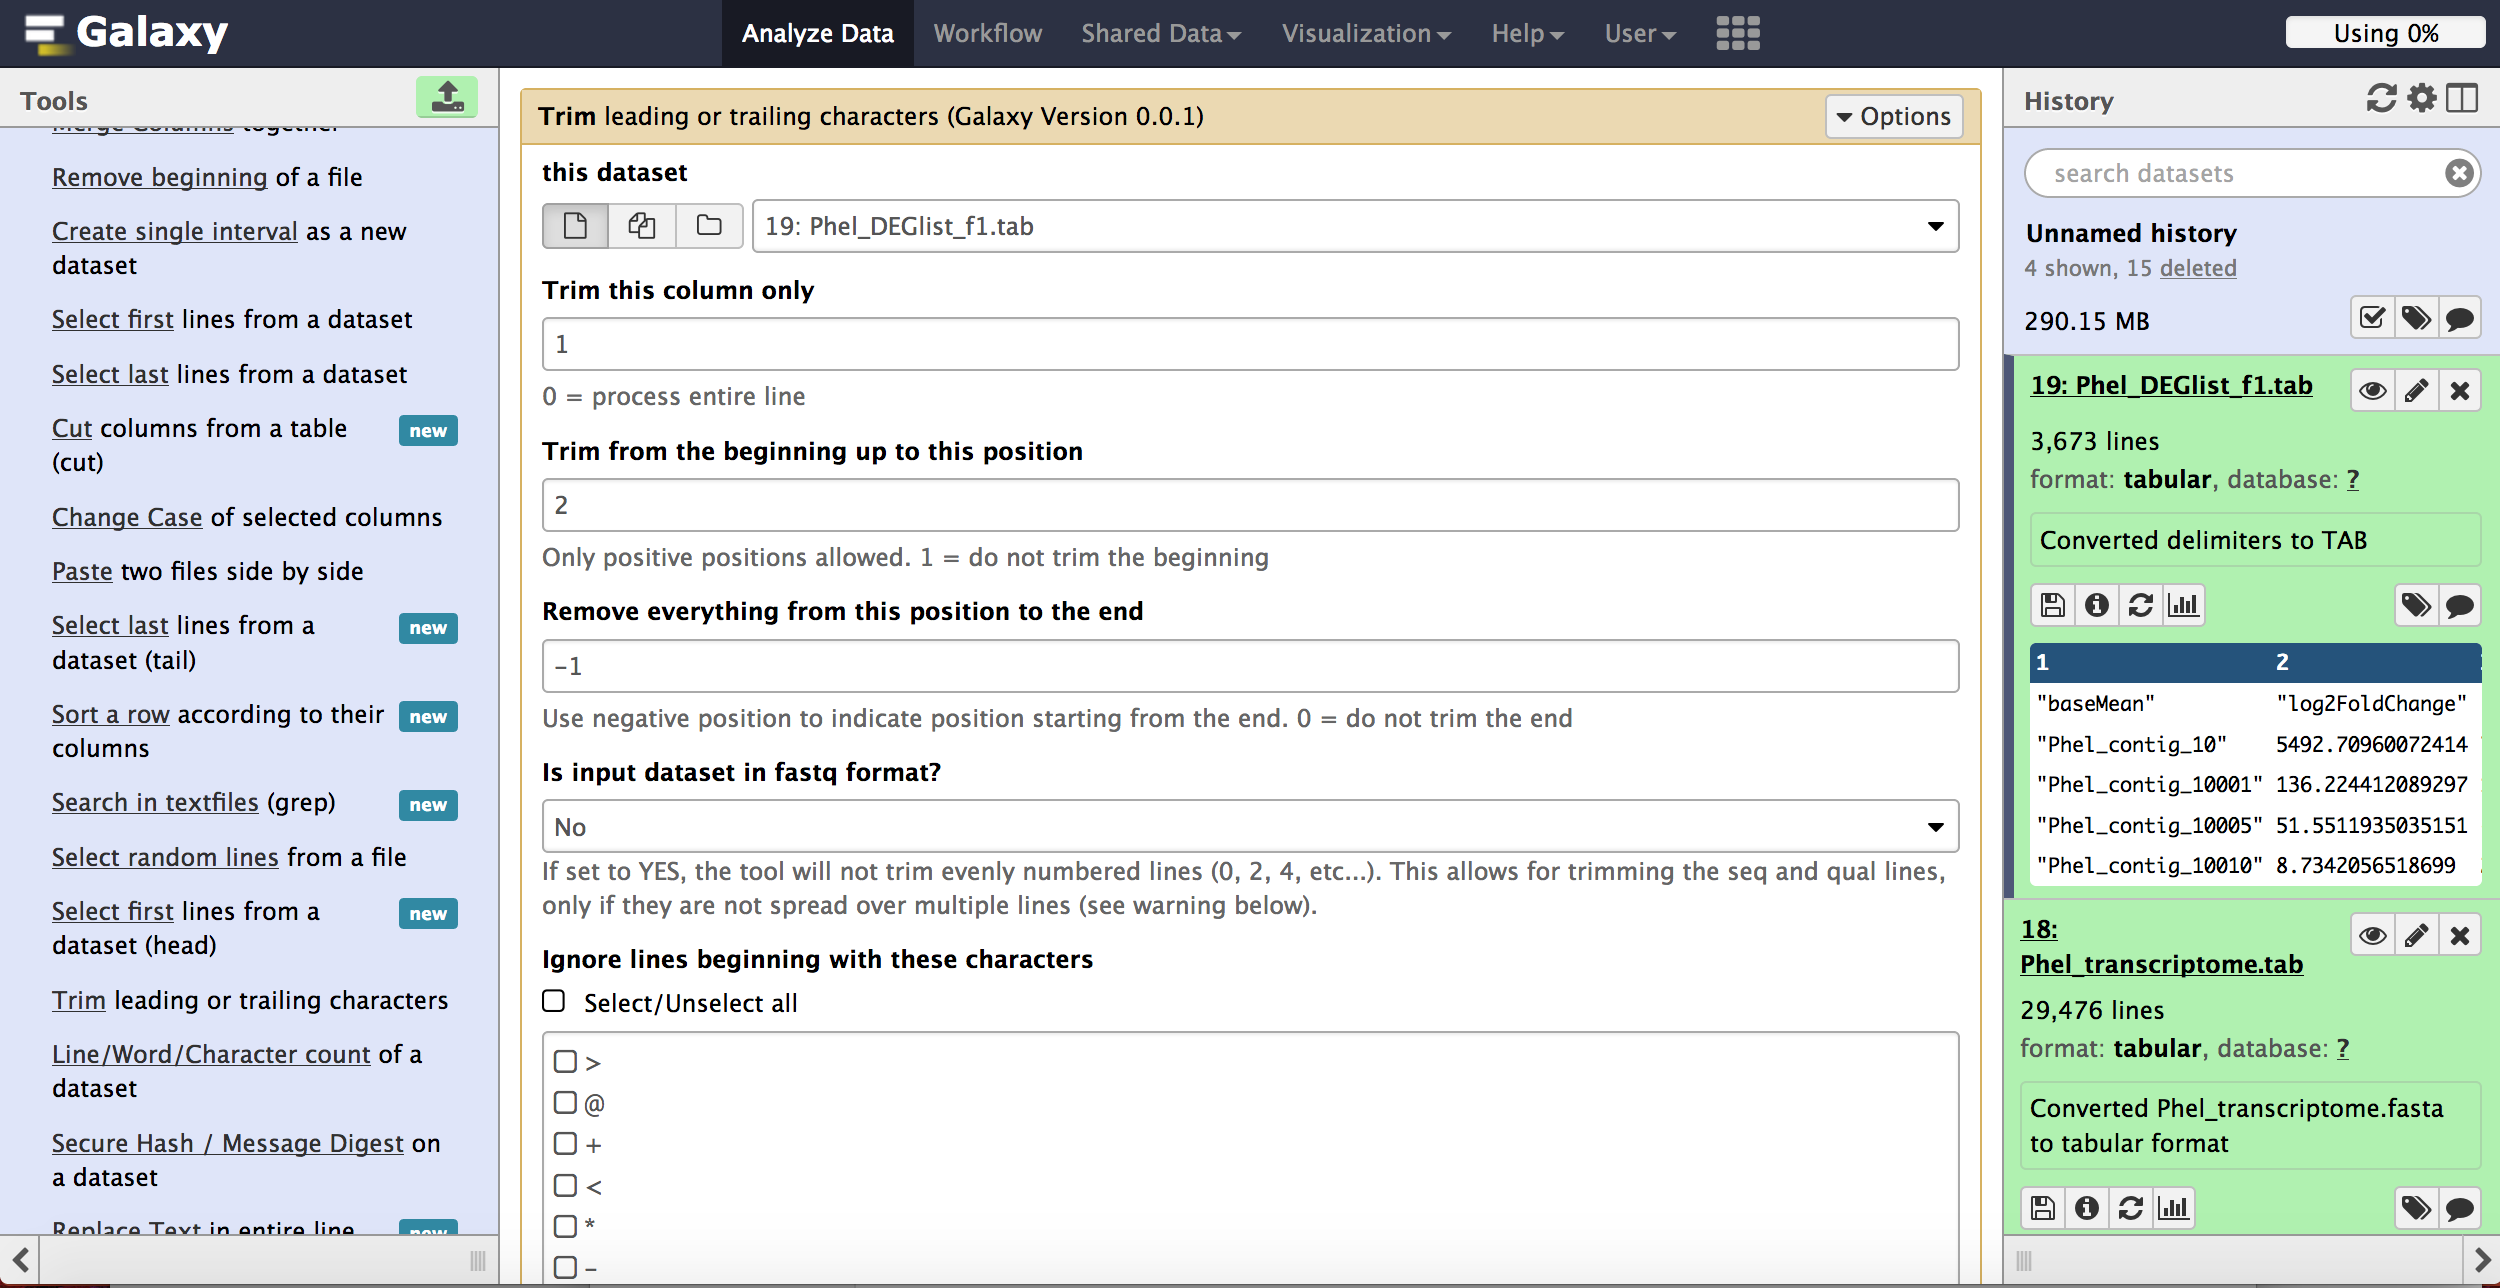 Galaxy
Analyze Data
Workflow
Shared Data
Visualization
Help
User
Using 0%
Tools
Merge Columns together
Remove beginning of a file
Create single interval as a new
dataset
Select first lines from a dataset
Select last lines from a dataset
Cut columns from a table new
(cut)
Change Case of selected columns
Paste two files side by side
Select last lines from a new
dataset (tail)
Sort a row according to their new
columns
Search in textfiles (grep) new
Select random lines from a file
Select first lines from a new
dataset (head)
Trim leading or trailing characters
Line/Word/Character count of a
dataset
Secure Hash / Message Digest on
a dataset
Replace Text in entire line new
Trim leading or trailing characters (Galaxy Version 0.0.1)
Options
this dataset
19: Phel_DEGlist_f1.tab
Trim this column only
1
0 = process entire line
Trim from the beginning up to this position
2
Only positive positions allowed. 1 = do not trim the beginning
Remove everything from this position to the end
-1
Use negative position to indicate position starting from the end. 0 = do not trim the end
Is input dataset in fastq format?
No
If set to YES, the tool will not trim evenly numbered lines (0, 2, 4, etc...). This allows for trimming the seq and qual lines,
only if they are not spread over multiple lines (see warning below).
Ignore lines beginning with these characters
Select/Unselect all
>
@
+
<
*
-
History
search datasets
Unnamed history
4 shown, 15 deleted
290.15 MB
19: Phel_DEGlist_f1.tab
3,673 lines
format: tabular, database: ?
Converted delimiters to TAB
1 2
"baseMean" "log2FoldChange"
"Phel_contig_10" 5492.70960072414
"Phel_contig_10001" 136.224412089297
"Phel_contig_10005" 51.5511935035151
"Phel_contig_10010" 8.7342056518699
18:
Phel_transcriptome.tab
29,476 lines
format: tabular, database: ?
Converted Phel_transcriptome.fasta
to tabular format